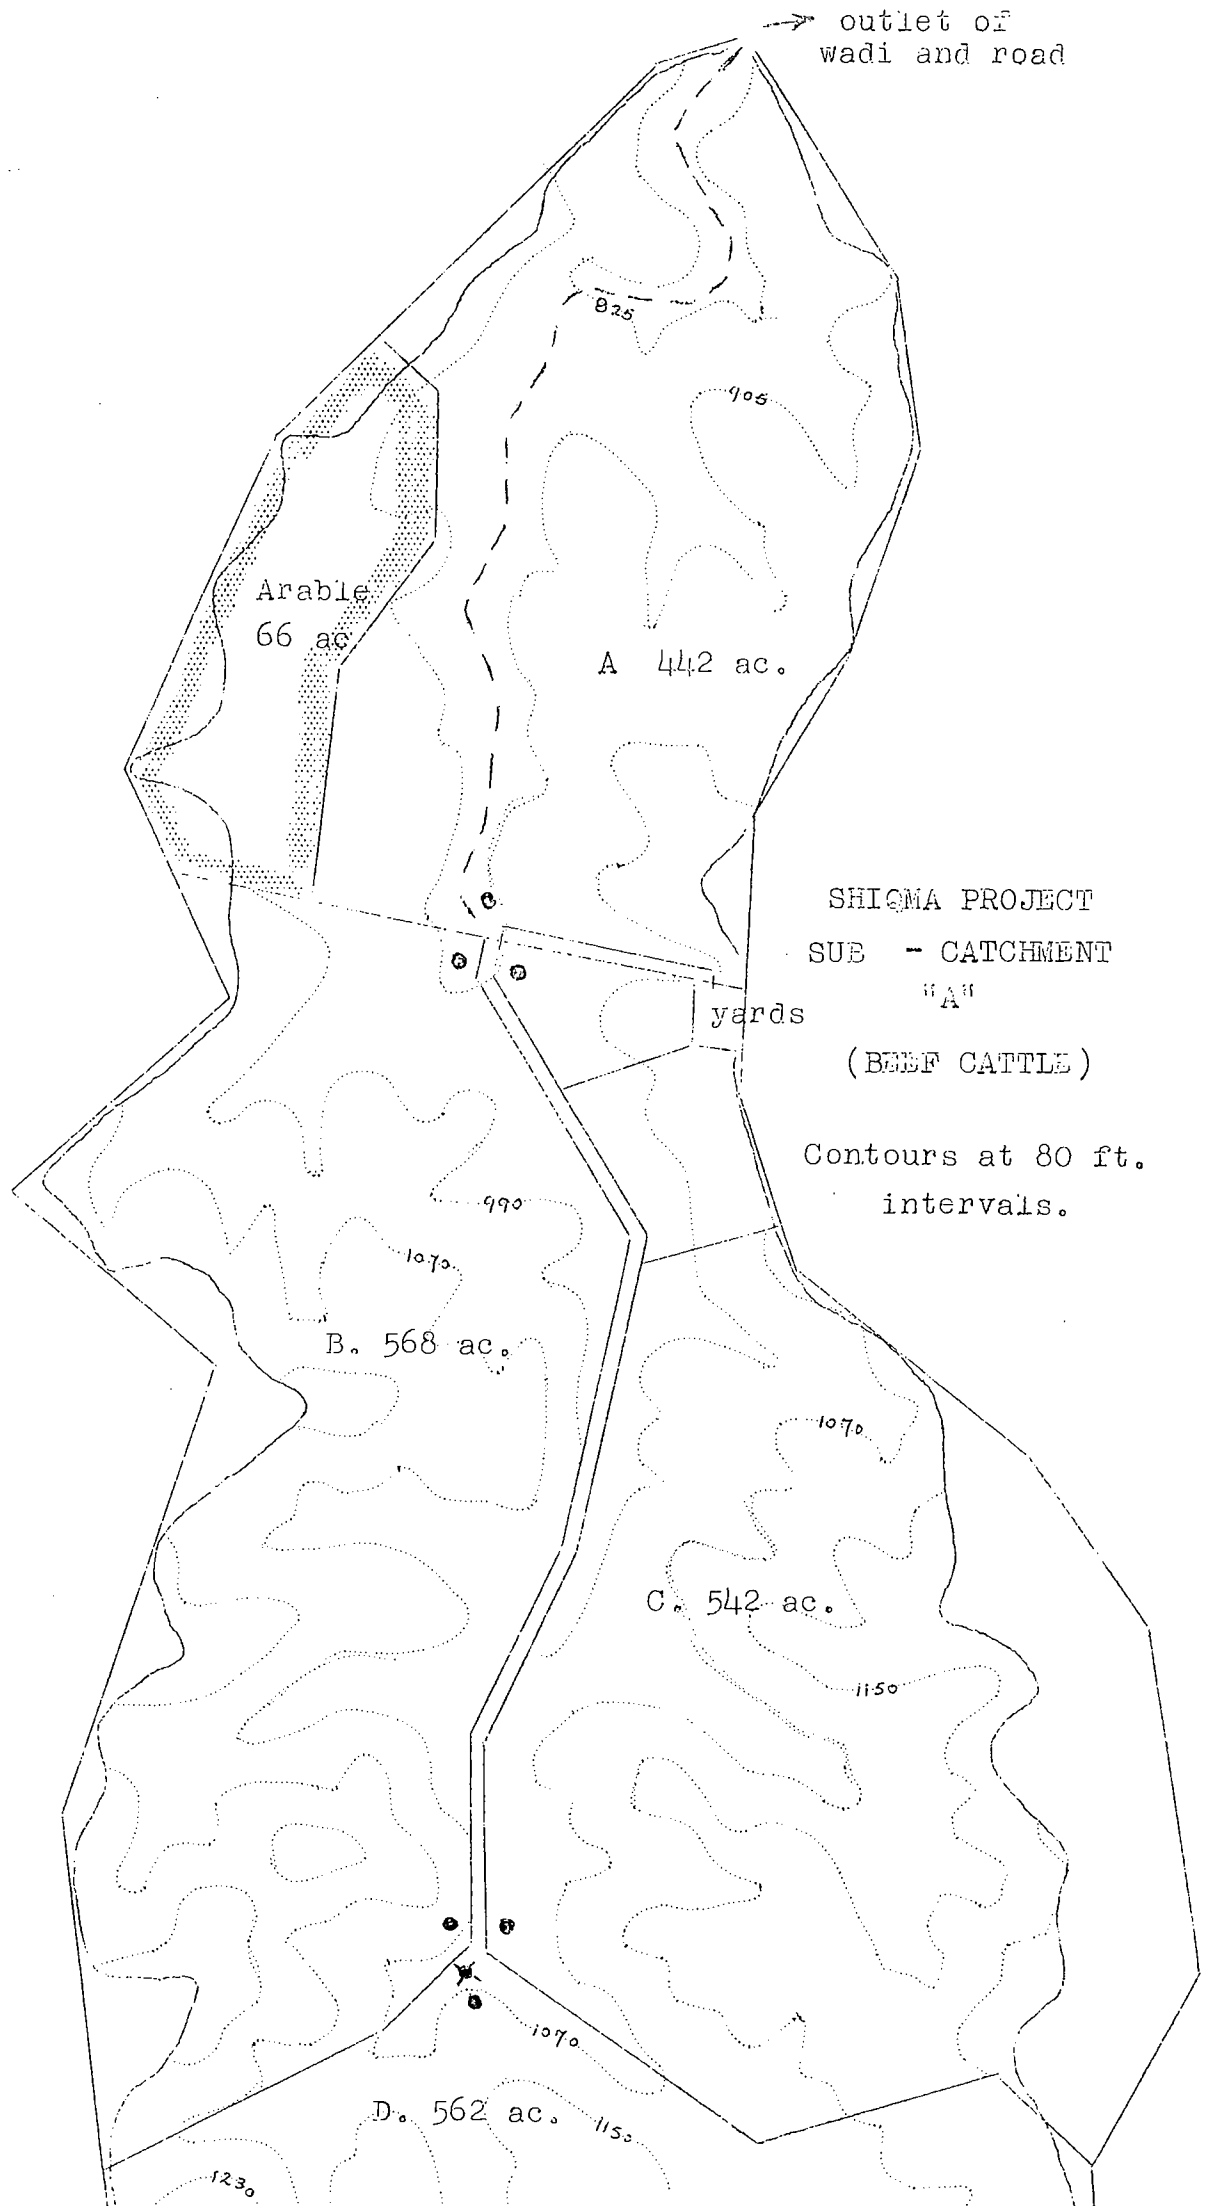 → outlet of
wadi and road
825
905
Arable
66 ac
A 442 ac.
SHIQMA PROJECT
SUB - CATCHMENT
"A"
yards
(BEEF CATTLE)
Contours at 80 ft.
intervals.
990
1070
B. 568 ac.
1070
C. 542 ac.
1150
1070
D. 562 ac.
1150
1230